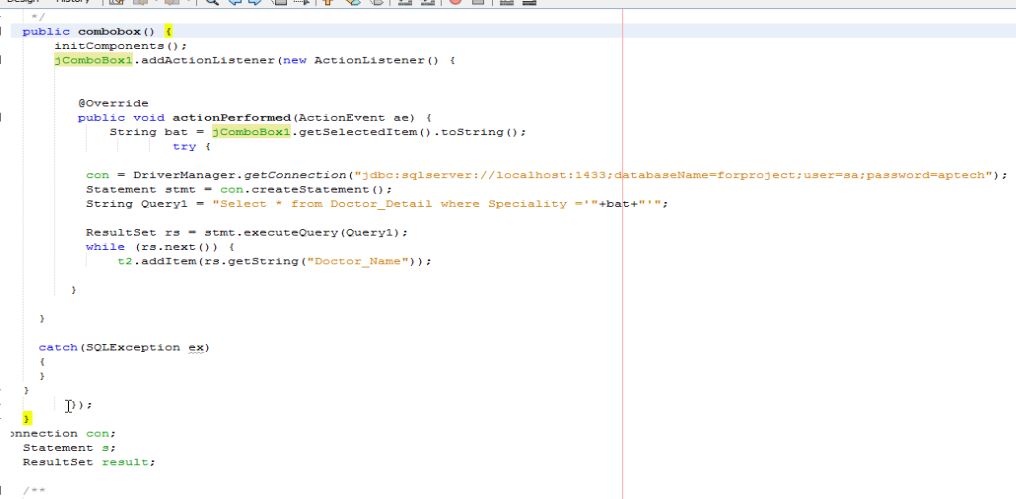 */
public combobox() {
initComponents();
jComboBox1.addActionListener(new ActionListener() {
@Override
public void actionPerformed(ActionEvent ae) {
String bat = jComboBox1.getSelectedItem().toString();
try {
con = DriverManager.getConnection("jdbc:sqlserver://localhost:1433;databaseName=forproject;user=sa;password=aptech");
Statement stmt = con.createStatement();
String Query1 = "Select * from Doctor_Detail where Speciality ='"+bat+"'";
ResultSet rs = stmt.executeQuery(Query1);
while (rs.next()) {
t2.addItem(rs.getString("Doctor_Name"));
}
}
catch(SQLException ex)
{
}
}
});
}
onnection con;
Statement s;
ResultSet result;
/**